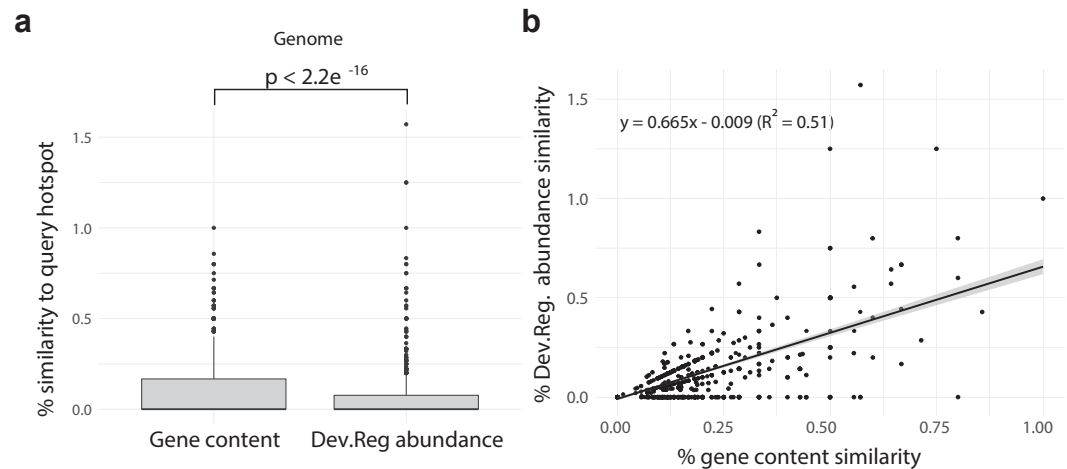 a
Genome
p < 2.2e -16
% similarity to query hotspot
1.5
1.0
0.5
0.0
Gene content
Dev.Reg abundance
b
% Dev.Reg. abundance similarity
y = 0.665x - 0.009 (R² = 0.51)
1.5
1.0
0.5
0.0
0.00 0.25 0.50 0.75 1.00
% gene content similarity